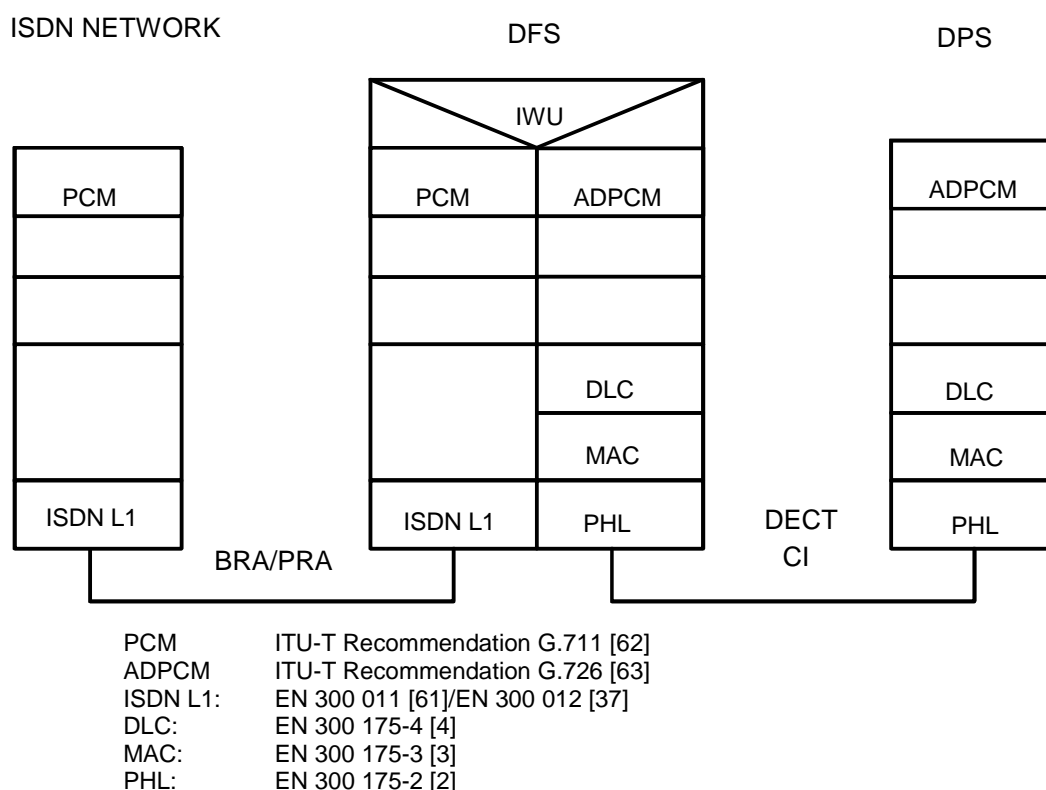 ISDN NETWORK DFS DPS
IWU
PCM PCM ADPCM ADPCM
DLC DLC
MAC MAC
ISDN L1 ISDN L1 PHL PHL
BRA/PRA DECT
CI
PCM ITU-T Recommendation G.711 [62]
ADPCM ITU-T Recommendation G.726 [63]
ISDN L1: EN 300 011 [61]/EN 300 012 [37]
DLC: EN 300 175-4 [4]
MAC: EN 300 175-3 [3]
PHL: EN 300 175-2 [2]